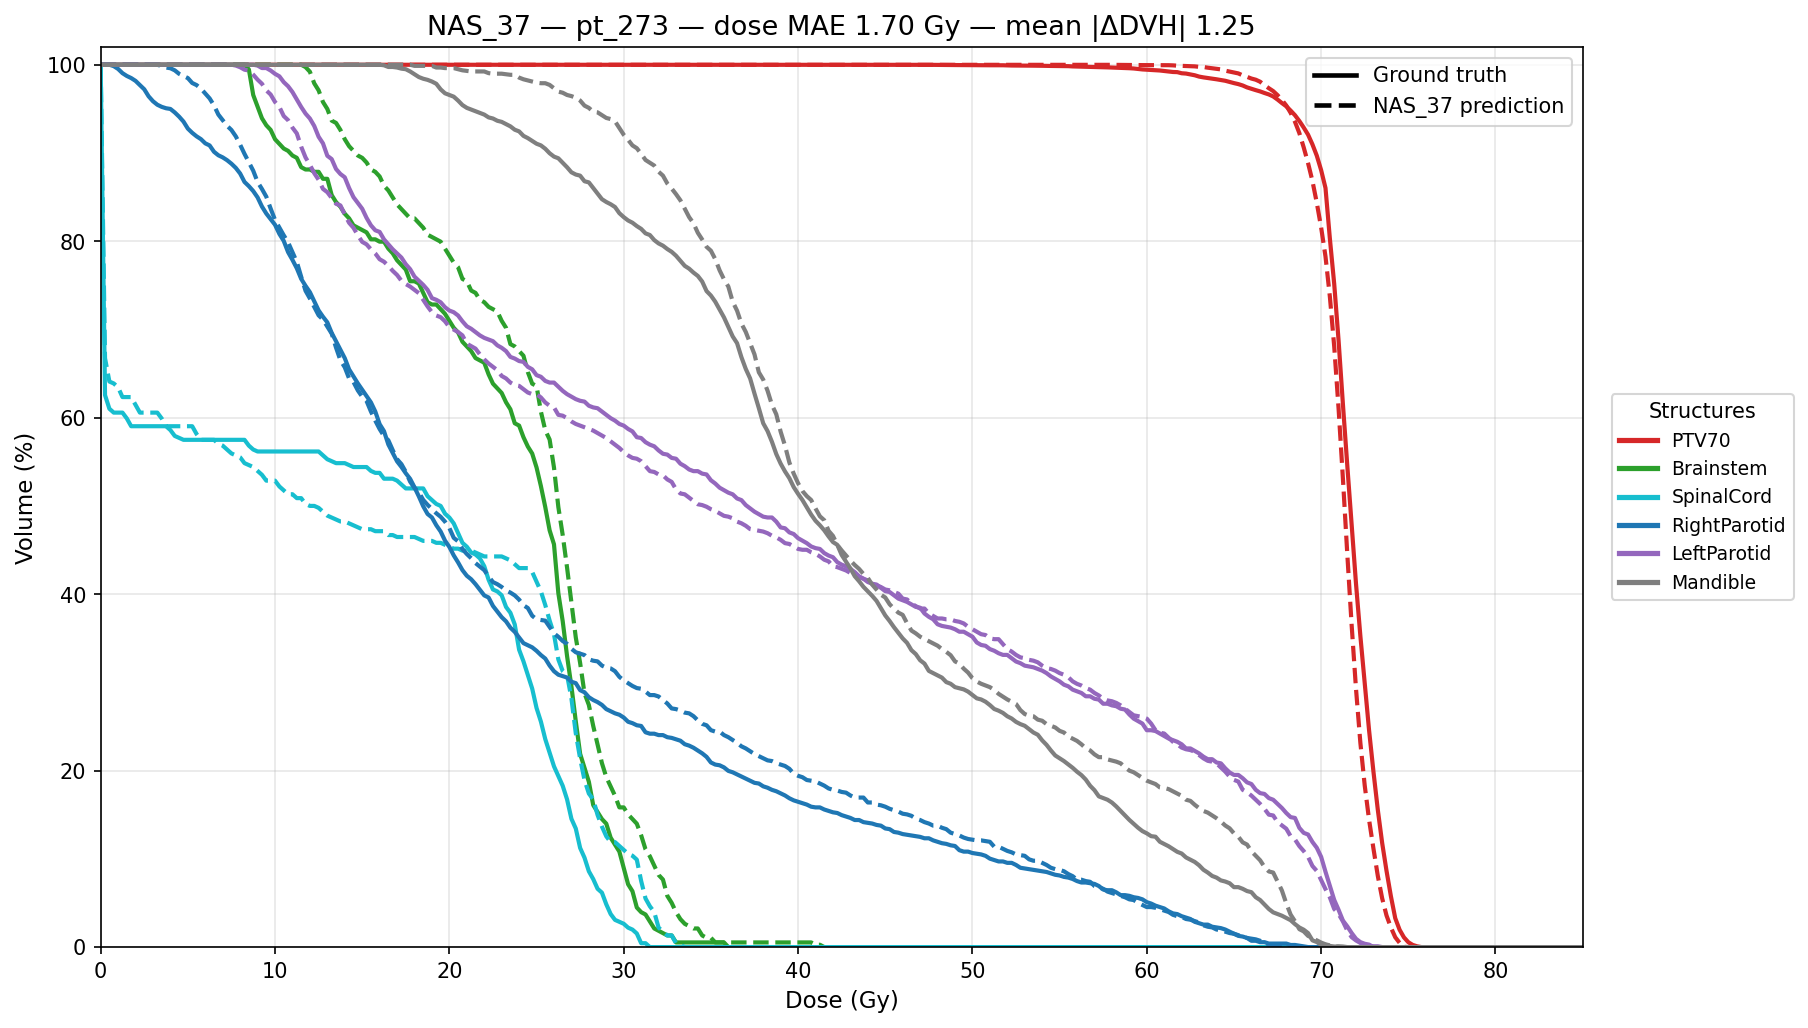 NAS_37 — pt_273 — dose MAE 1.70 Gy — mean |ΔDVH| 1.25
Ground truth
NAS_37 prediction
Volume (%)
100
80
60
40
20
0
0 10 20 30 40 50 60 70 80
Dose (Gy)
Structures
PTV70
Brainstem
SpinalCord
RightParotid
LeftParotid
Mandible